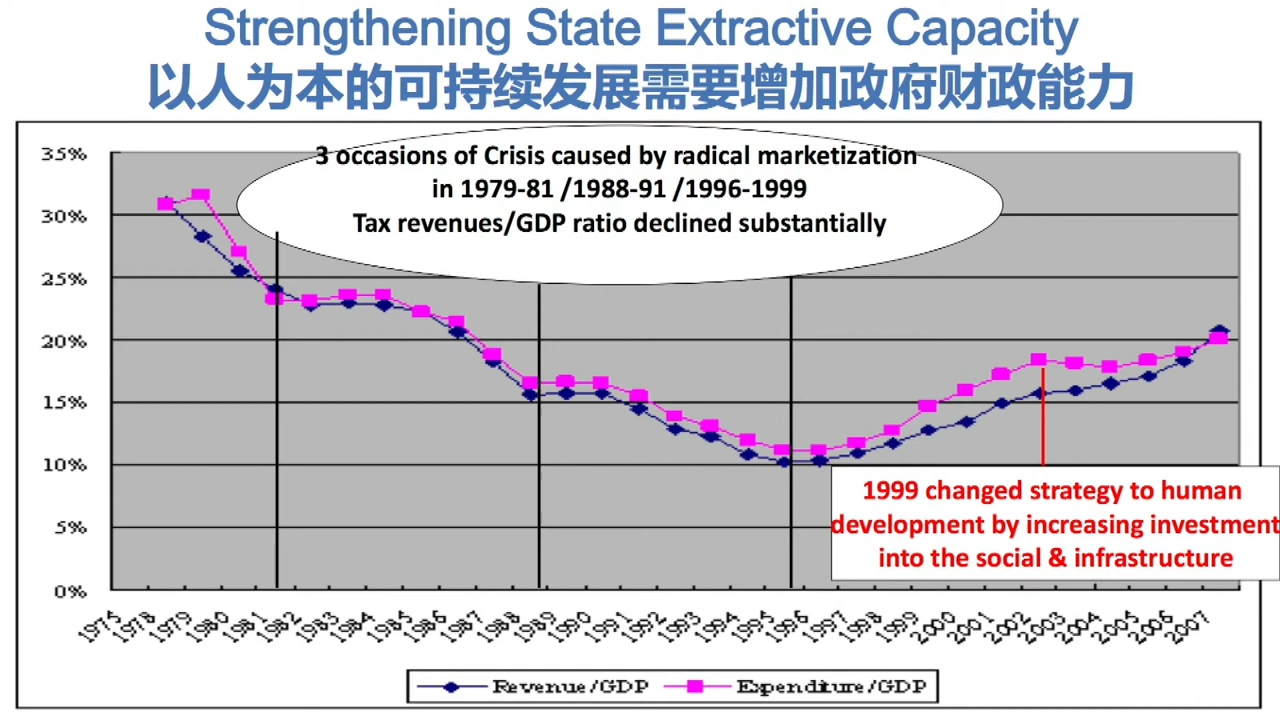 Strengthening State Extractive Capacity
以人为本的可持续发展需要增加政府财政能力
3 occasions of Crisis caused by radical marketization
in 1979-81 /1988-91 /1996-1999
Tax revenues/GDP ratio declined substantially
35%
30%
25%
20%
15%
10%
5%
0%
1999 changed strategy to human
development by increasing investment
into the social & infrastructure
1975 1978 1979 1980 1981 1982 1983 1984 1985 1986 1987 1988 1989 1990 1991 1992 1993 1994 1995 1996 1997 1998 1999 2000 2001 2002 2003 2004 2005 2006 2007
Revenue/GDP Expenditure/GDP